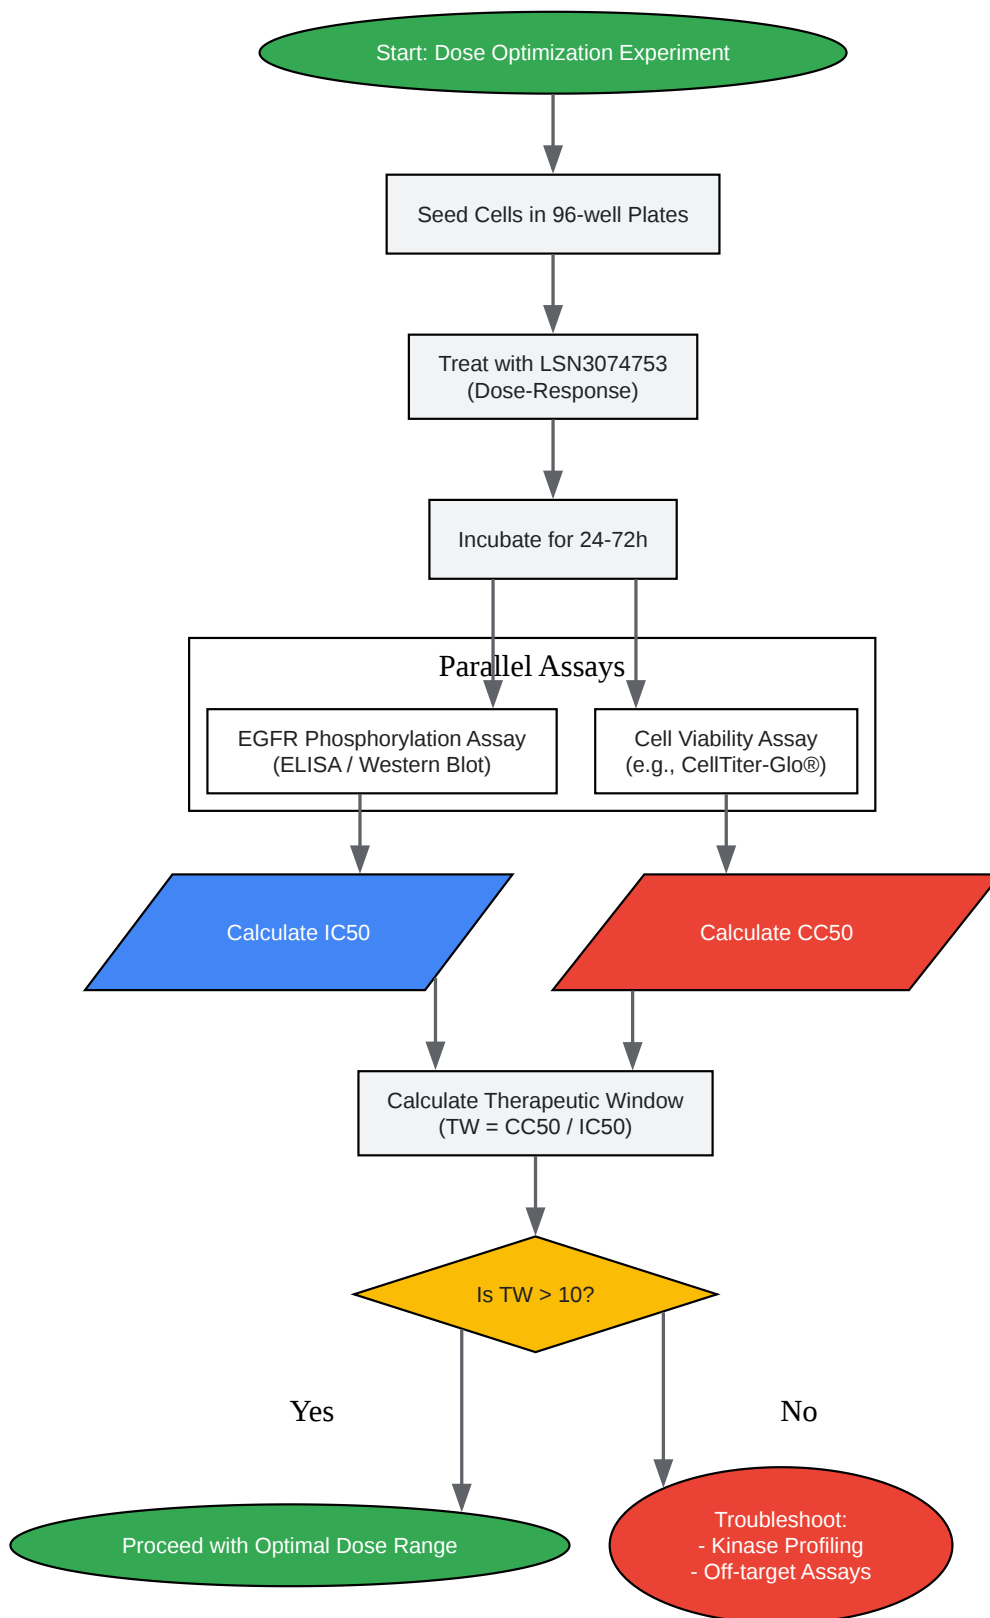 Start: Dose Optimization Experiment
Seed Cells in 96-well Plates
Treat with LSN3074753
(Dose-Response)
Incubate for 24-72h
Parallel Assays
EGFR Phosphorylation Assay
(ELISA / Western Blot)
Cell Viability Assay
(e.g., CellTiter-Glo®)
Calculate IC50
Calculate CC50
Calculate Therapeutic Window
(TW = CC50 / IC50)
Is TW > 10?
Yes
No
Proceed with Optimal Dose Range
Troubleshoot:
- Kinase Profiling
- Off-target Assays